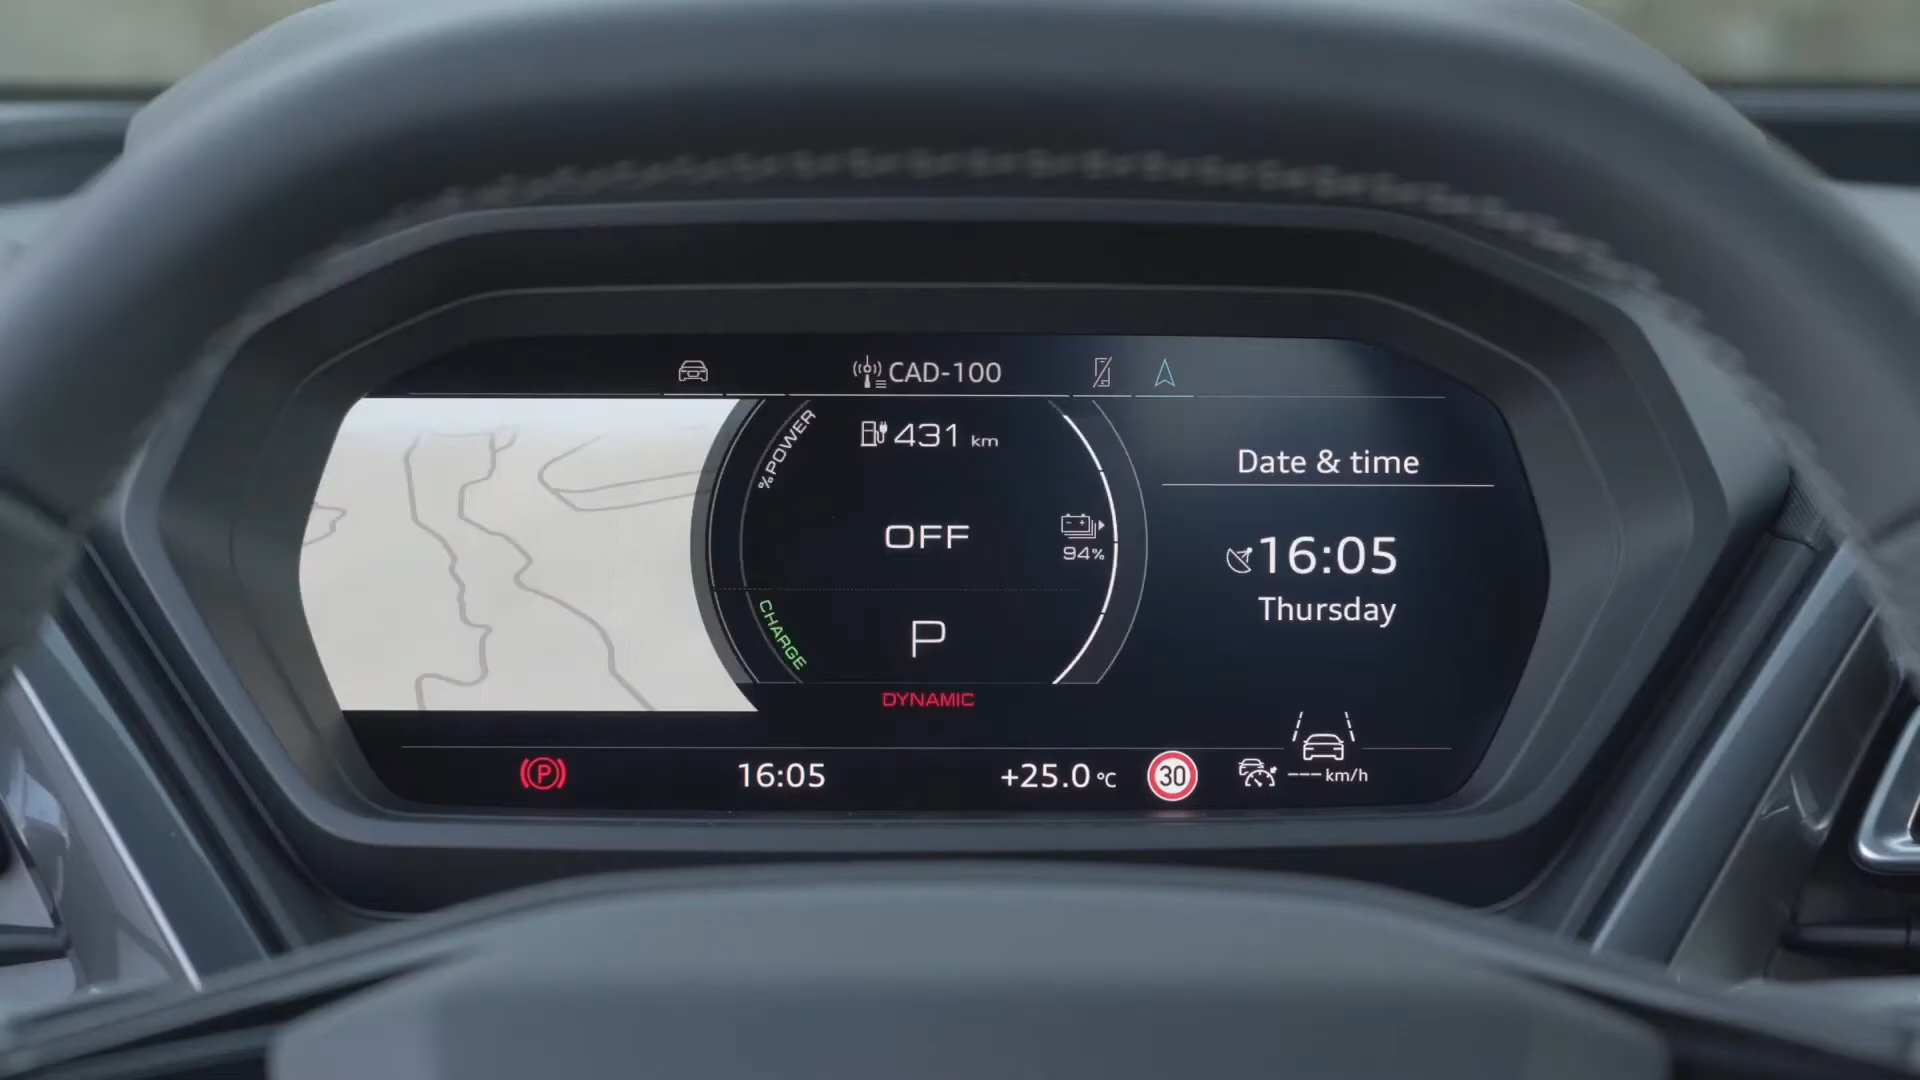 CAD-100
%POWER
431 km
Date & time
OFF
94%
16:05
Thursday
CHARGE
P
DYNAMIC
P
16:05
+25.0 °C
30
--- km/h